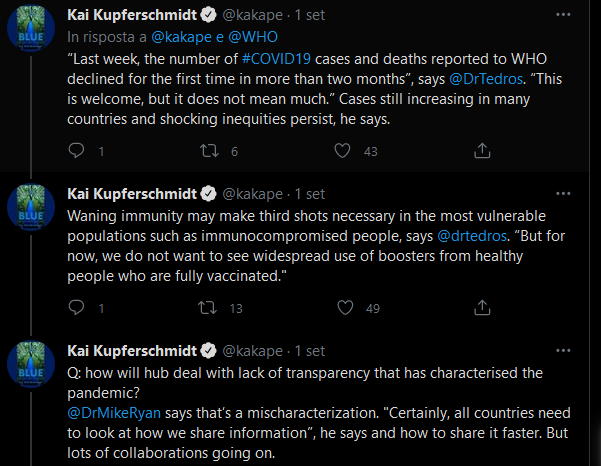 Kai Kupferschmidt @kakape · 1 set
In risposta a @kakape e @WHO
“Last week, the number of #COVID19 cases and deaths reported to WHO
declined for the first time in more than two months”, says @DrTedros. “This
is welcome, but it does not mean much.” Cases still increasing in many
countries and shocking inequities persist, he says.
1 6 43
Kai Kupferschmidt @kakape · 1 set
Waning immunity may make third shots necessary in the most vulnerable
populations such as immunocompromised people, says @drtedros. “But for
now, we do not want to see widespread use of boosters from healthy
people who are fully vaccinated."
1 13 49
Kai Kupferschmidt @kakape · 1 set
Q: how will hub deal with lack of transparency that has characterised the
pandemic?
@DrMikeRyan says that’s a mischaracterization. "Certainly, all countries need
to look at how we share information”, he says and how to share it faster. But
lots of collaborations going on.
BLUE
BLUE
BLUE